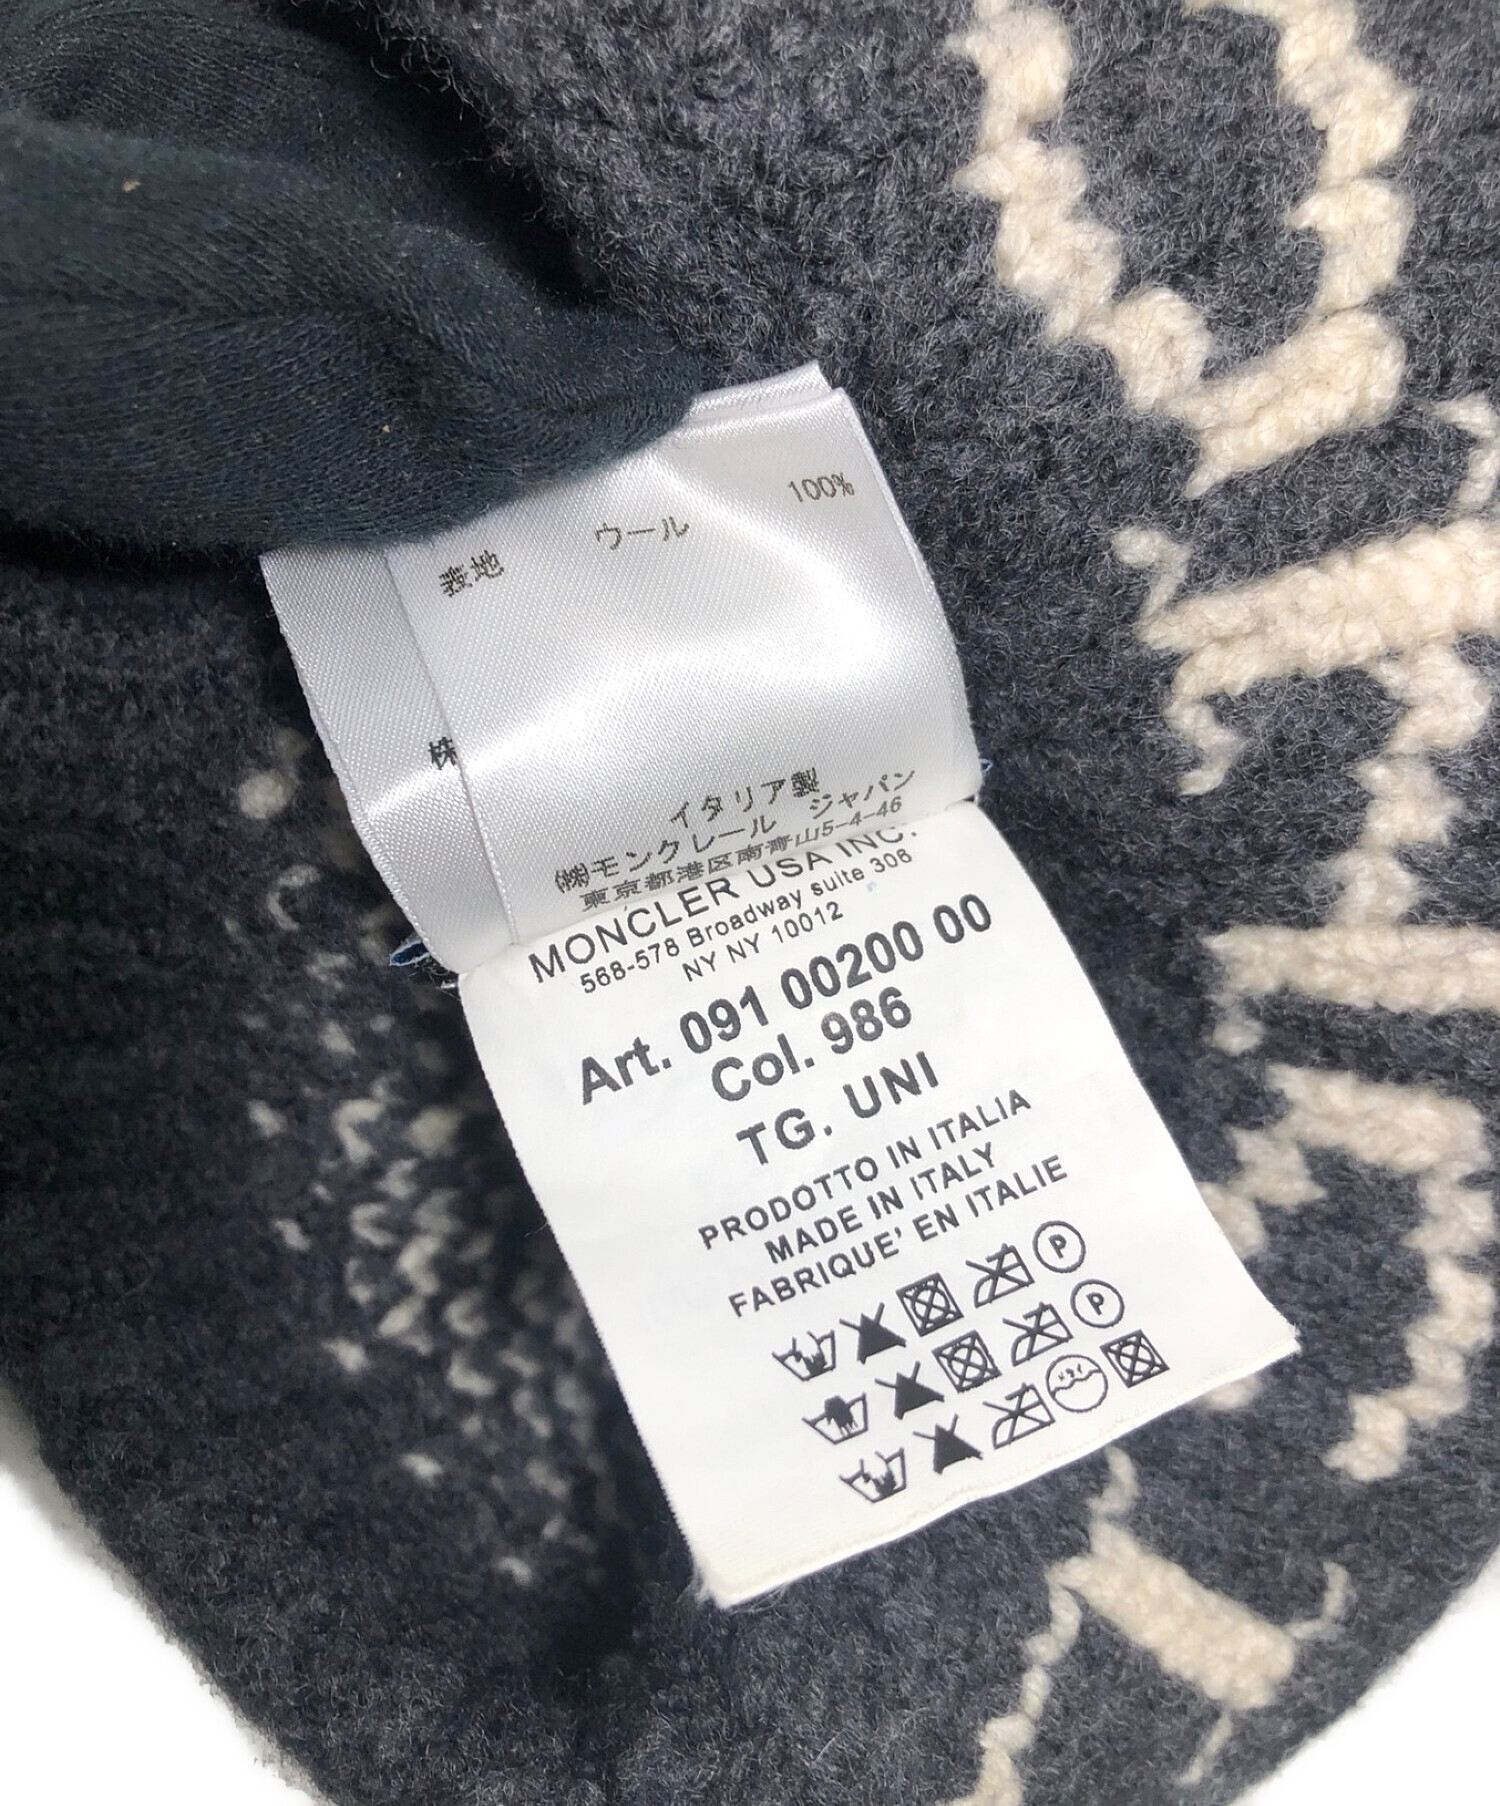 表地 ウール 100%
株
イタリア製
㈱モンクレール ジャパン
東京都港区南青山5-4-46
MONCLER USA INC.
568-578 Broadway suite 306
NY NY 10012
Art. 091 00200 00
Col. 986
TG. UNI
PRODOTTO IN ITALIA
MADE IN ITALY
FABRIQUE' EN ITALIE
P
P